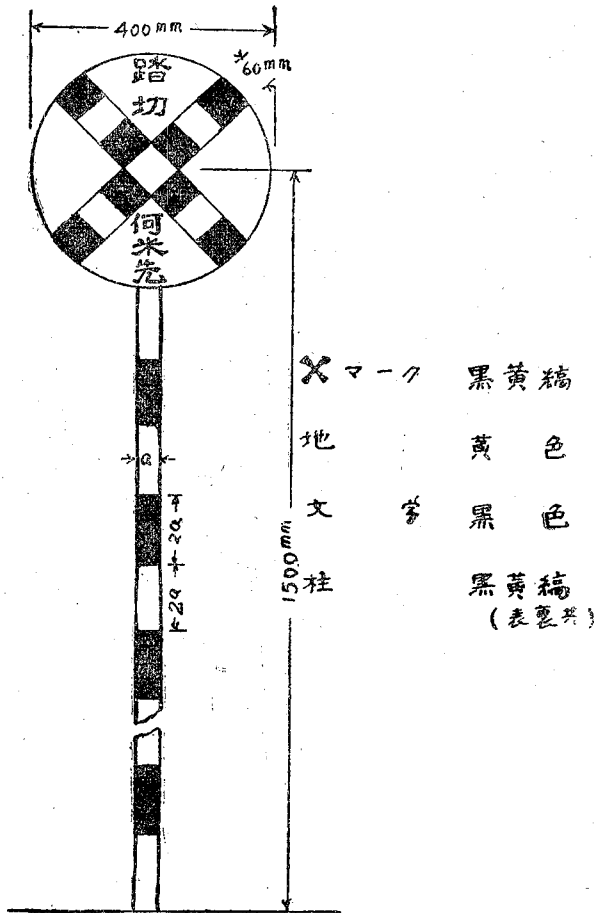 400mm
60mm
踏
切
何
米
先
a
2a
2a
1500mm
×マーク 黒黄縞
地 黄色
文字 黒色
柱 黒黄縞
(表裏共)